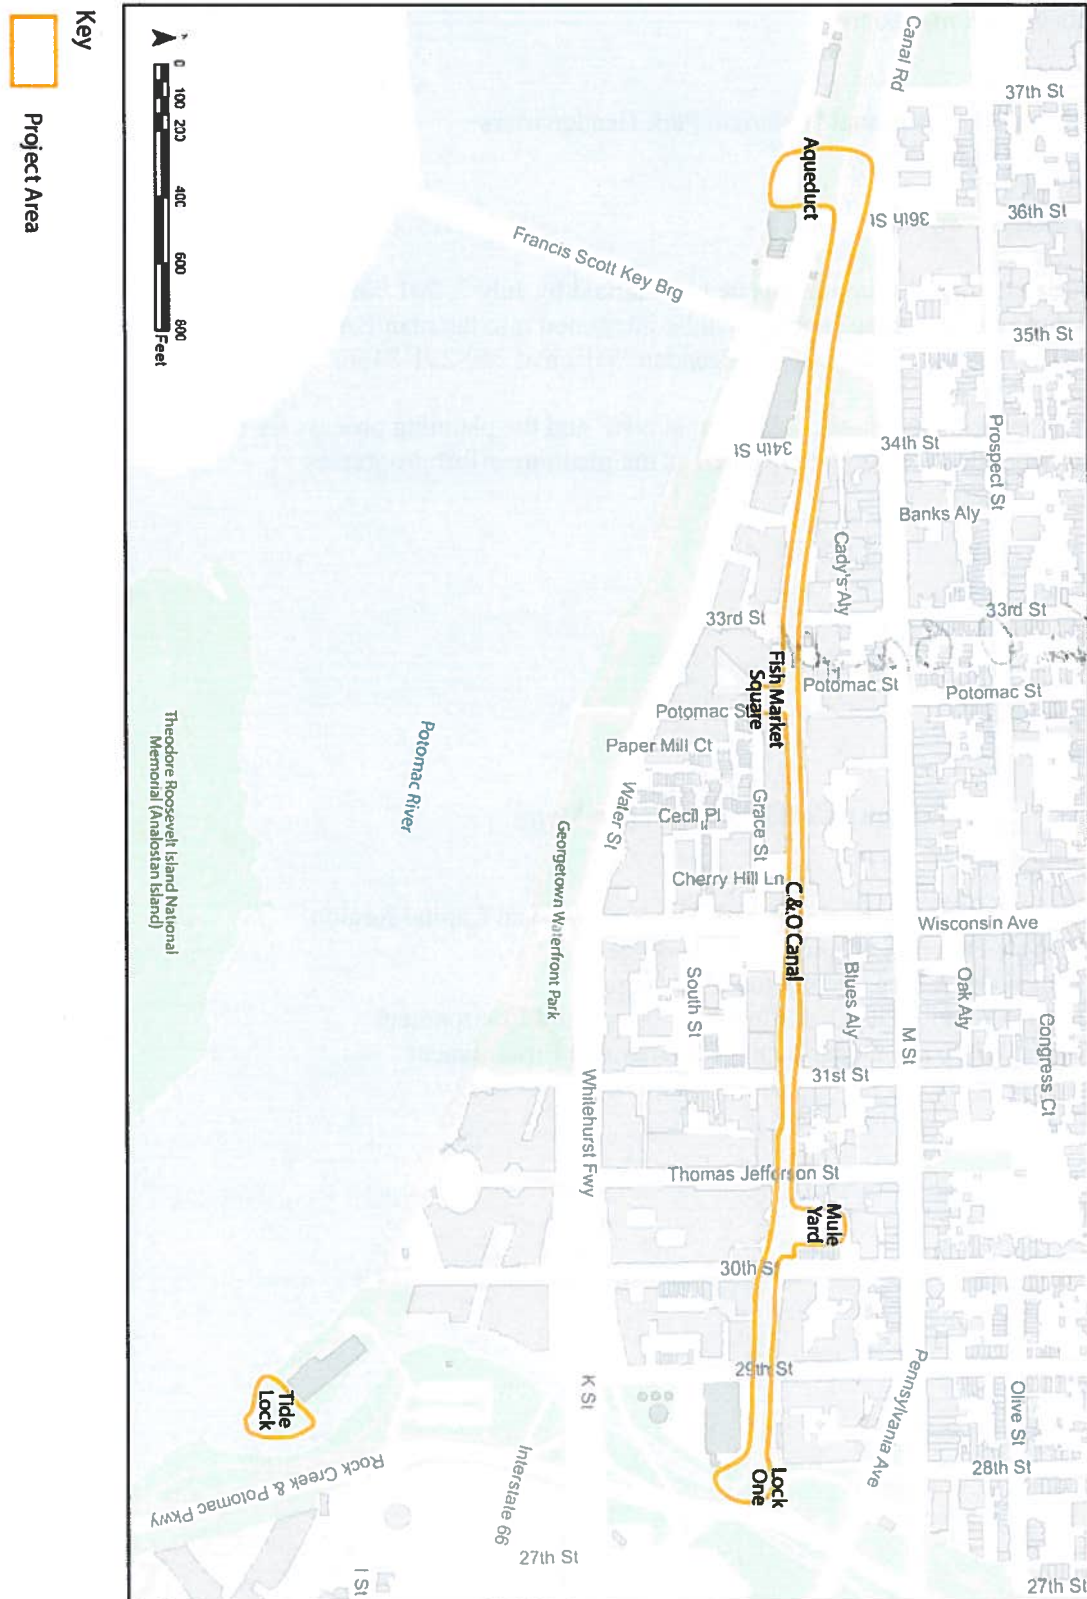 Key
Project Area
0 100 200 400 600 800
Feet
Canal Rd
37th St
Aqueduct
36th St
36th St
Francis Scott Key Brg
35th St
34th St
34th St
Prospect St
Banks Aly
Cady's Aly
33rd St
33rd St
Fish Market
Square
Potomac St
Potomac St
Potomac St
Paper Mill Ct
Water St
Cecil Pl
Grace St
Cherry Hill Ln
C&O Canal
Wisconsin Ave
Potomac River
Theodore Roosevelt Island National
Memorial (Analostan Island)
Georgetown Waterfront Park
South St
Blues Aly
Oak Aly
M St
Congress Ct
31st St
Whitehurst Fwy
Thomas Jefferson St
Mule
Yard
30th St
29th St
Pennsylvania Ave
Olive St
28th St
K St
Tide
Lock
Lock
One
Rock Creek & Potomac Pkwy
Interstate 66
27th St
27th St
I St